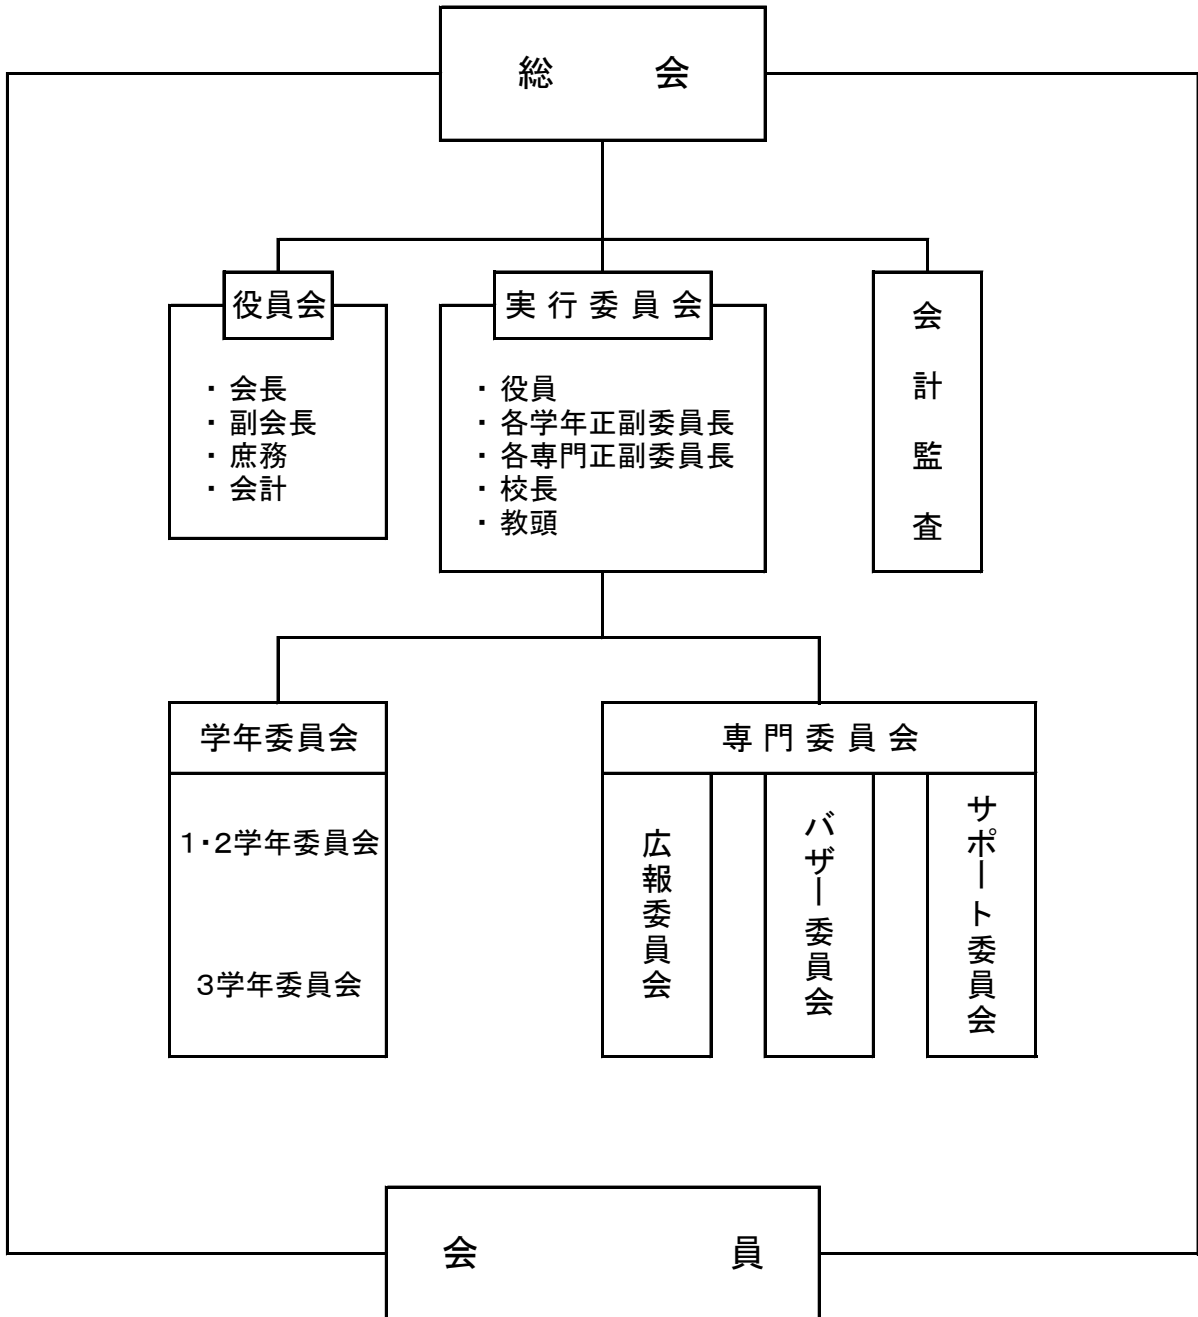 総 会
役員会
・ 会長
・ 副会長
・ 庶務
・ 会計
実行委員会
・ 役員
・ 各学年正副委員長
・ 各専門正副委員長
・ 校長
・ 教頭
会計監査
学年委員会
1・2学年委員会
3学年委員会
専門委員会
広報委員会
バザー委員会
サポート委員会
会 員